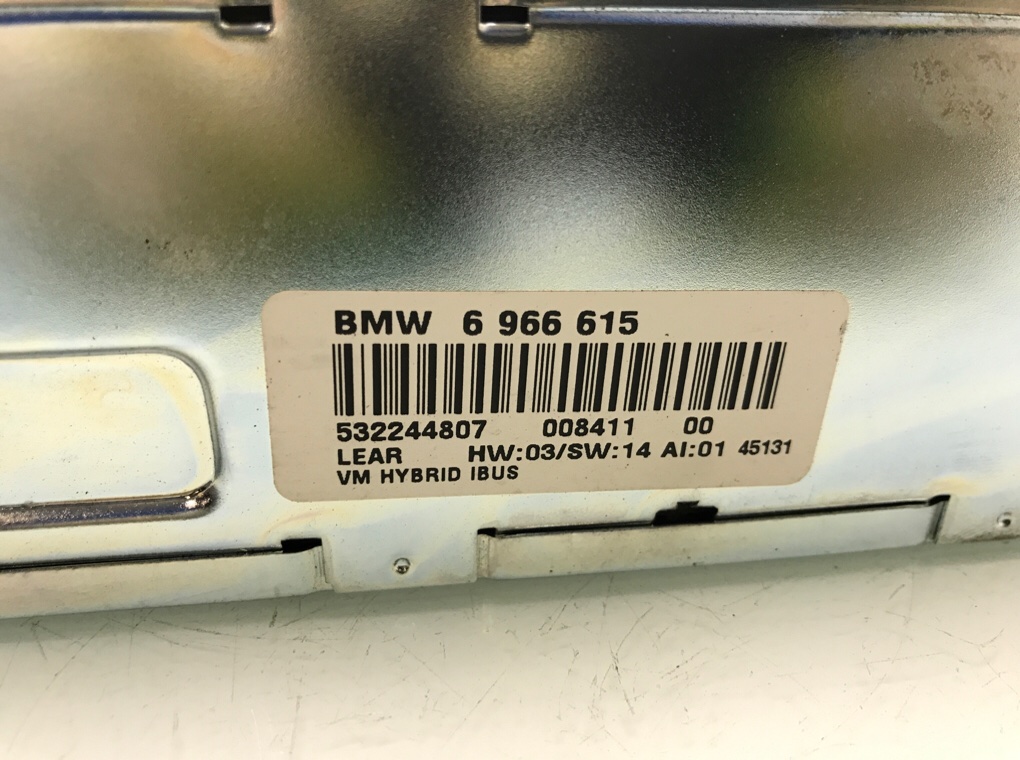 BMW 6 966 615
532244807 008411 00
LEAR HW:03/SW:14 AI:01 45131
VM HYBRID IBUS